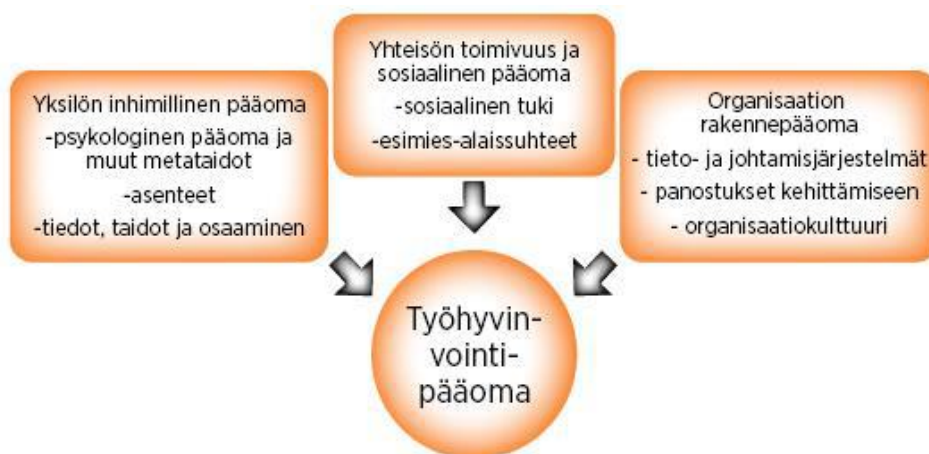 Yksilön inhimillinen pääoma
-psykologinen pääoma ja
muut metataidot
-asenteet
-tiedot, taidot ja osaaminen
Yhteisön toimivuus ja
sosiaalinen pääoma
-sosiaalinen tuki
-esimies-alaissuhteet
Organisaation
rakennepääoma
- tieto- ja johtamisjärjestelmät
- panostukset kehittämiseen
- organisaatiokulttuuri
Työhyvin-
vointi-
pääoma